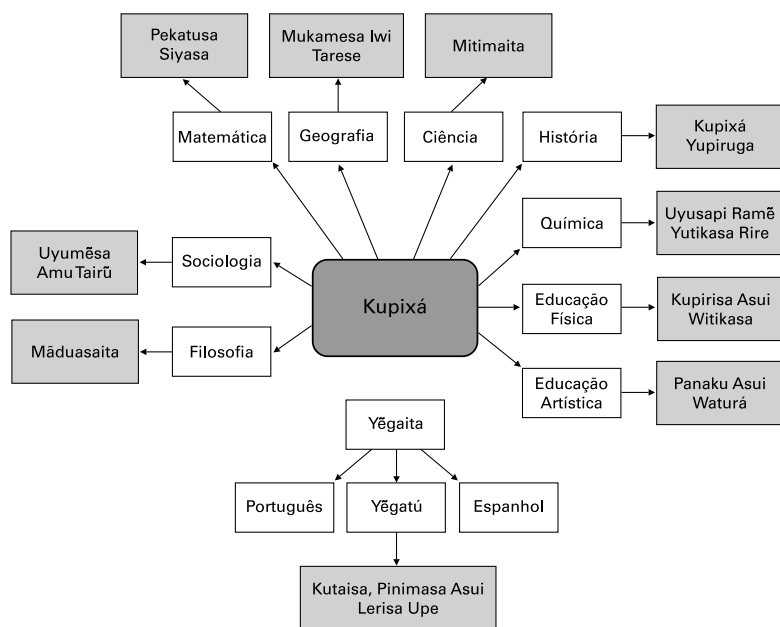 Pekatusa
Siyasa
Mukamesa Iwi
Tarese
Mitimaita
Matemática
Geografia
Ciência
História
Kupixá
Yupiruga
Química
Uyusapi Ramẽ
Yutikasa Rire
Uyumẽsa
Amu Tairũ
Sociologia
Kupixá
Educação
Física
Kupirisa Asui
Witikasa
Mãduasaita
Filosofia
Educação
Artística
Panaku Asui
Waturá
Yẽgaita
Português
Yẽgatú
Espanhol
Kutaisa, Pinimasa Asui
Lerisa Upe